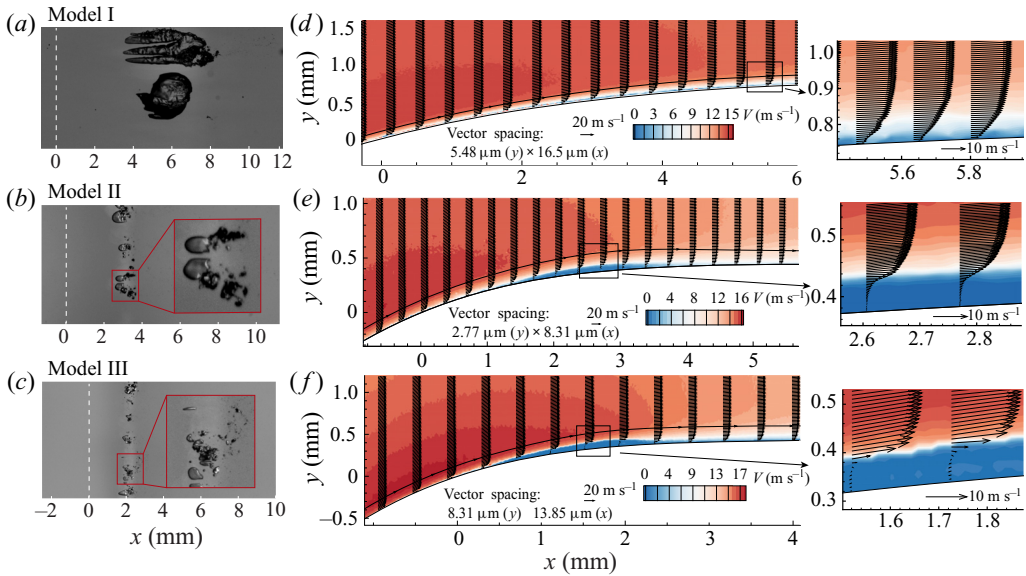 (a) Model I
0 2 4 6 8 10 12
(b) Model II
0 2 4 6 8 10
(c) Model III
−2 0 2 4 6 8 10
x (mm)
(d)
y (mm)
1.5
1.0
0.5
0
Vector spacing:
5.48 μm (y) × 16.5 μm (x)
20 m s−1
0 3 6 9 12 15 V (m s−1)
0 2 4 6
1.0
0.9
0.8
10 m s−1
5.6 5.8
(e)
y (mm)
1.0
0.5
0
Vector spacing:
2.77 μm (y) × 8.31 μm (x)
20 m s−1
0 4 8 12 16 V (m s−1)
0 1 2 3 4 5
0.5
0.4
10 m s−1
2.6 2.7 2.8
(f)
y (mm)
1.0
0.5
0
−0.5
Vector spacing:
8.31 μm (y) 13.85 μm (x)
20 m s−1
0 4 9 13 17 V (m s−1)
0 1 2 3 4
x (mm)
0.5
0.4
0.3
10 m s−1
1.6 1.7 1.8